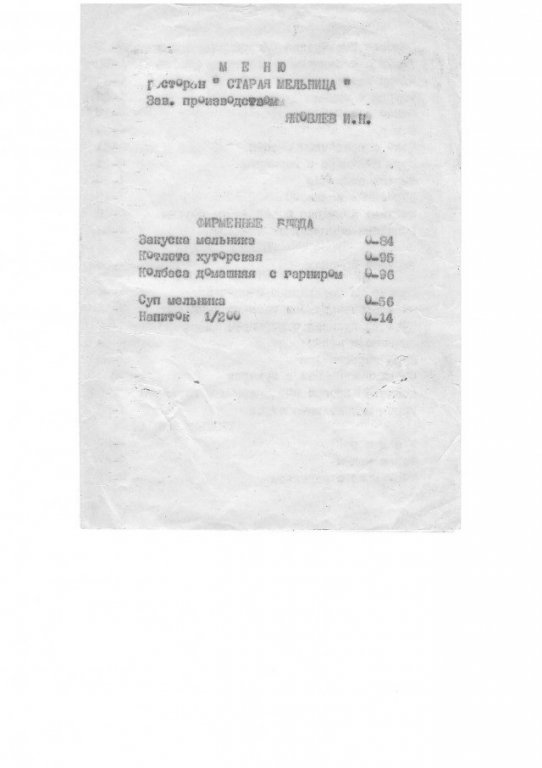 М Е Н Ю
Ресторан " СТАРАЯ МЕЛЬНИЦА "
Зав. производством
ЯКОВЛЕВ И.Н.
ФИРМЕННЫЕ БЛЮДА
Закуска мельника 0-84
Котлета хуторская 0-95
Колбаса домашняя с гарниром 0-96
Суп мельника 0-56
Напиток 1/200 0-14